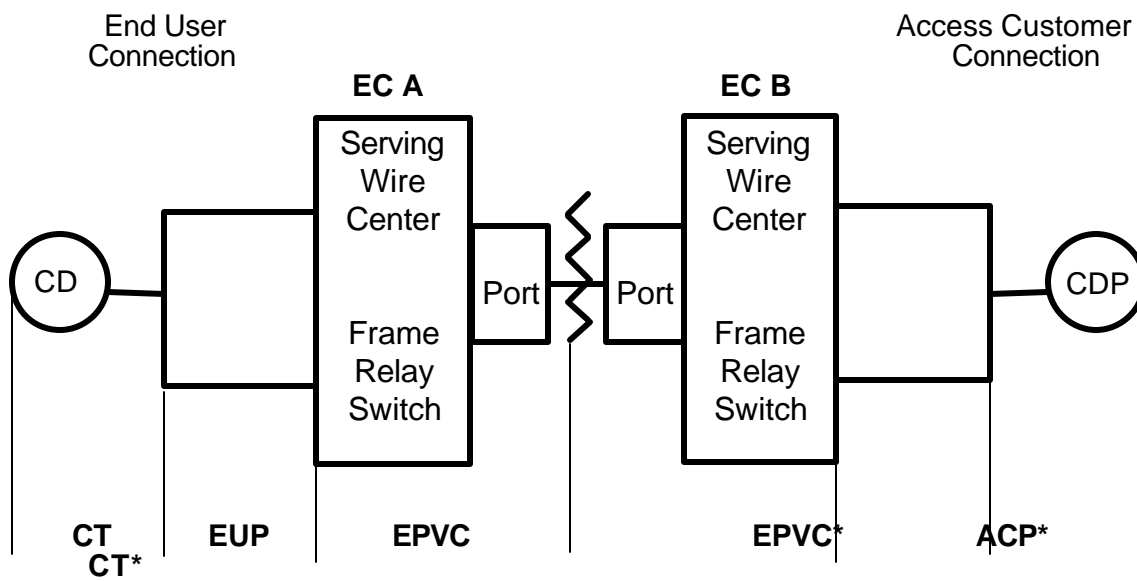 End User
Connection
Access Customer
Connection
EC A
EC B
Serving
Wire
Center
Frame
Relay
Switch
Serving
Wire
Center
Frame
Relay
Switch
CD
Port
Port
CDP
CT
CT*
EUP
EPVC
EPVC*
ACP*